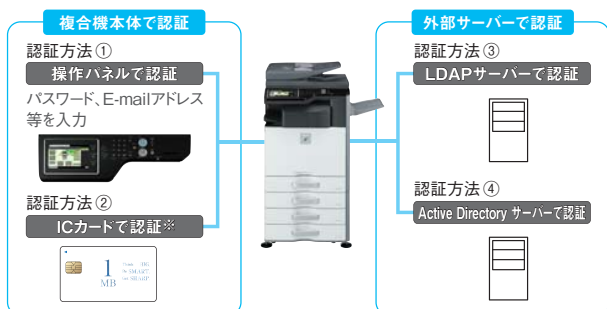 複合機本体で認証
認証方法①
操作パネルで認証
パスワード、E-mailアドレス
等を入力
認証方法②
ICカードで認証※
1
MB
外部サーバーで認証
認証方法③
LDAPサーバーで認証
認証方法④
Active Directory サーバーで認証